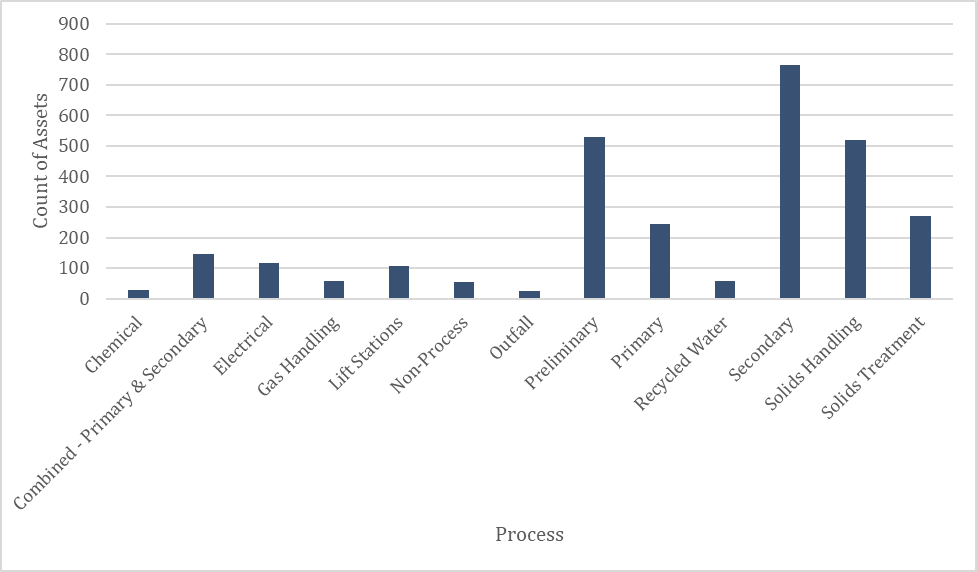 900
800
700
600
500
400
300
200
100
0
Count of Assets
Chemical
Combined - Primary & Secondary
Electrical
Gas Handling
Lift Stations
Non-Process
Outfall
Preliminary
Primary
Recycled Water
Secondary
Solids Handling
Solids Treatment
Process